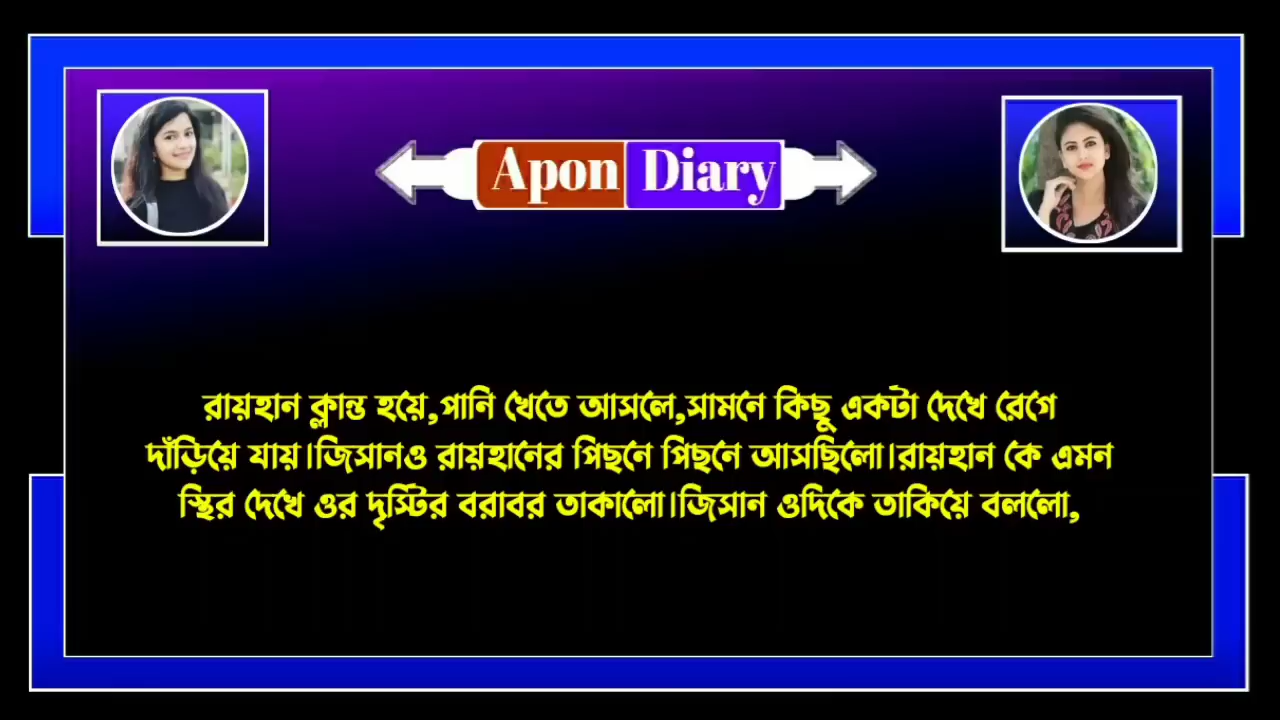 Apon Diary
রায়হান ক্লান্ত হয়ে,পানি খেতে আসলে,সামনে কিছু একটা দেখে রেগে
দাঁড়িয়ে যায়।জিসানও রায়হানের পিছনে পিছনে আসছিলো।রায়হান কে এমন
স্থির দেখে ওর দৃস্টির বরাবর তাকালো।জিসান ওদিকে তাকিয়ে বললো,